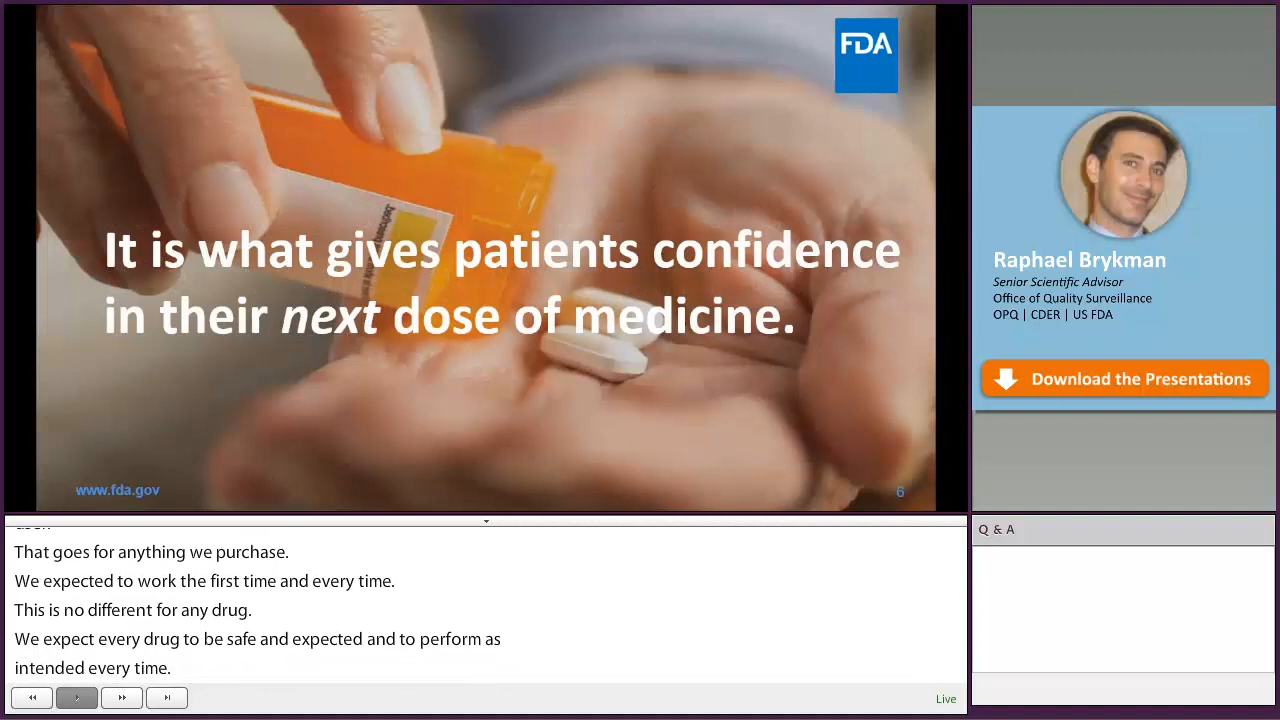 FDA
It is what gives patients confidence
in their next dose of medicine.
www.fda.gov
6
Raphael Brykman
Senior Scientific Advisor
Office of Quality Surveillance
OPQ | CDER | US FDA
Download the Presentations
That goes for anything we purchase.
We expected to work the first time and every time.
This is no different for any drug.
We expect every drug to be safe and expected and to perform as
intended every time.
Live
Q & A